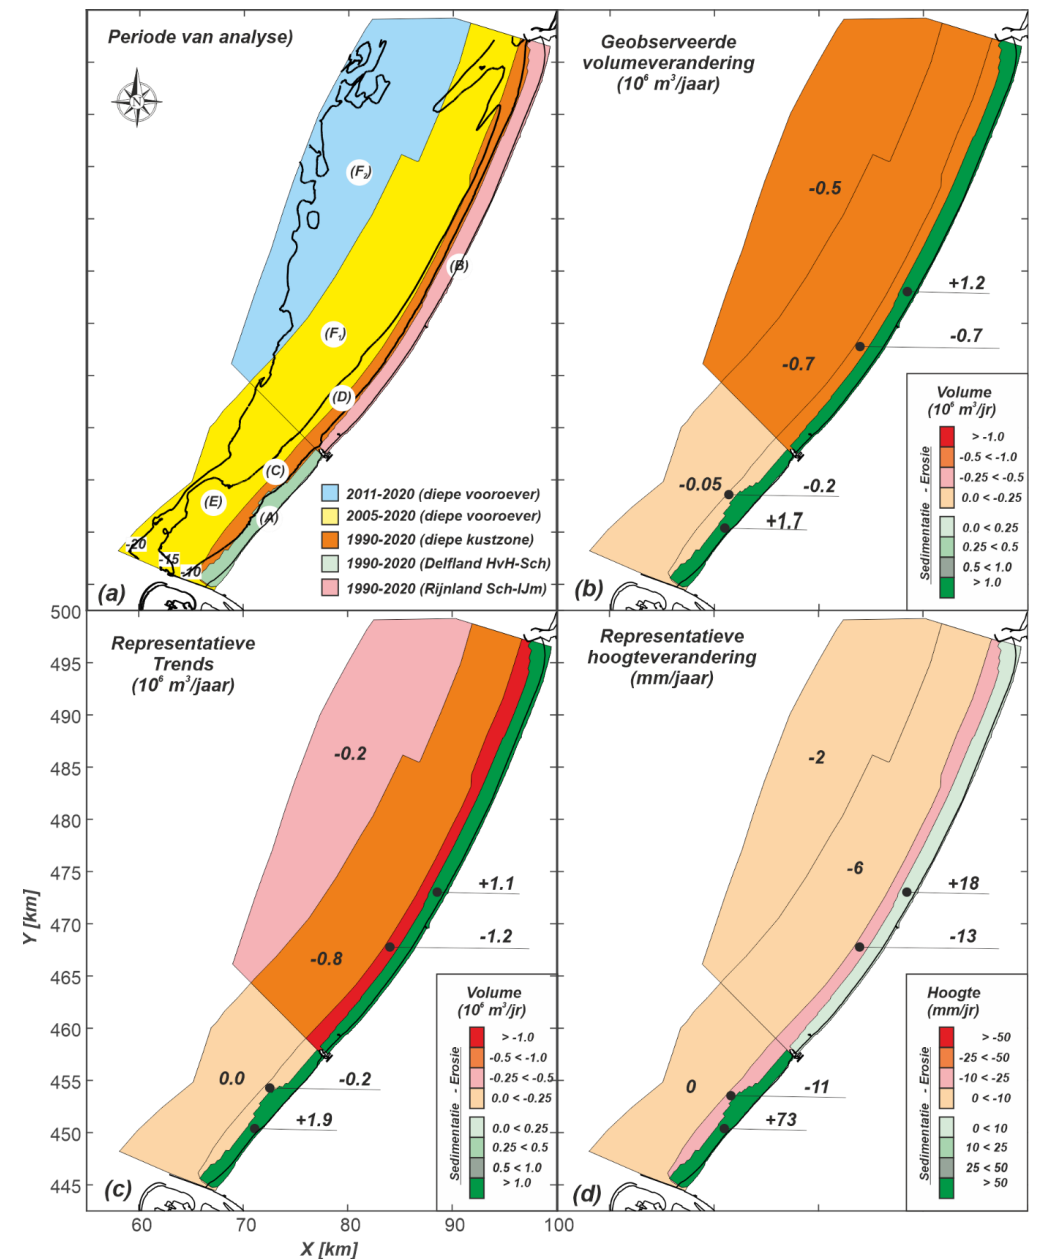 Periode van analyse)
N
(F2)
(B)
(F1)
(D)
(C)
(E)
(A)
-20
-15
-10
2011-2020 (diepe vooroever)
2005-2020 (diepe vooroever)
1990-2020 (diepe kustzone)
1990-2020 (Delfland HvH-Sch)
1990-2020 (Rijnland Sch-IJm)
(a)
Geobserveerde
volumeverandering
(10⁶ m³/jaar)
-0.5
+1.2
-0.7
-0.7
-0.05
-0.2
+1.7
Volume
(10⁶ m³/jr)
> -1.0
-0.5 < -1.0
-0.25 < -0.5
0.0 < -0.25
0.0 < 0.25
0.25 < 0.5
0.5 < 1.0
> 1.0
Sedimentatie - Erosie
(b)
Representatieve
Trends
(10⁶ m³/jaar)
-0.2
+1.1
-1.2
-0.8
0.0
-0.2
+1.9
Volume
(10⁶ m³/jr)
> -1.0
-0.5 < -1.0
-0.25 < -0.5
0.0 < -0.25
0.0 < 0.25
0.25 < 0.5
0.5 < 1.0
> 1.0
Sedimentatie - Erosie
(c)
500
495
490
485
480
475
470
465
460
455
450
445
Y [km]
60
70
80
90
100
X [km]
Representatieve
hoogteverandering
(mm/jaar)
-2
-6
+18
-13
0
-11
+73
Hoogte
(mm/jr)
> -50
-25 < -50
-10 < -25
0 < -10
0 < 10
10 < 25
25 < 50
> 50
Sedimentatie - Erosie
(d)